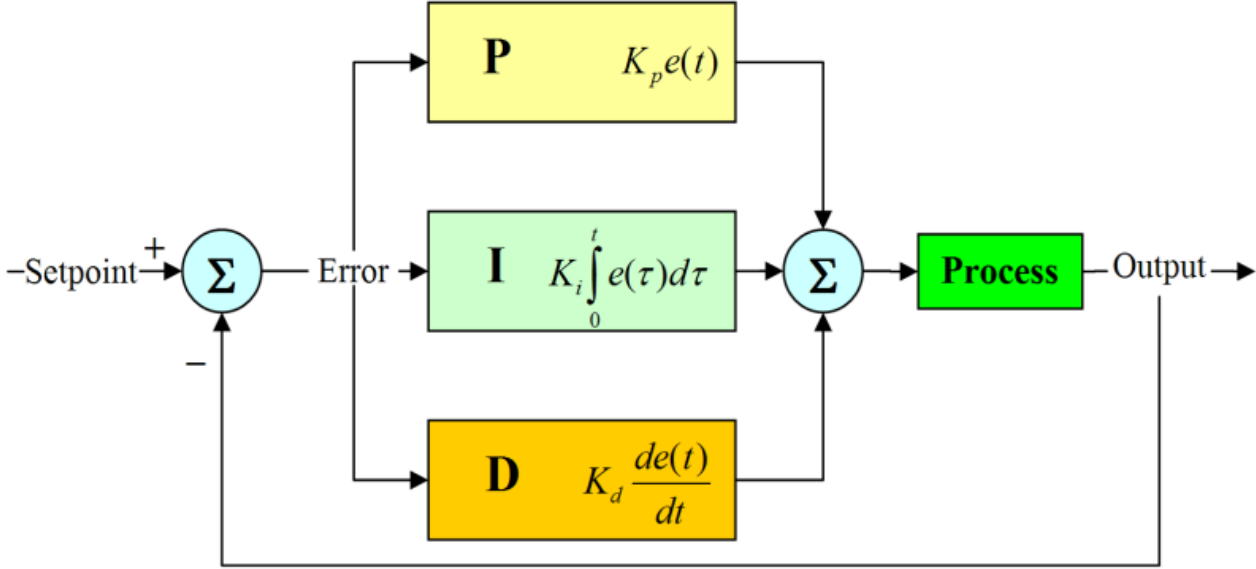 P K_p e(t)
+
Setpoint
Σ
Error
I K_i ∫_0^t e(τ)dτ
Σ
Process
Output
−
D K_d de(t)/dt